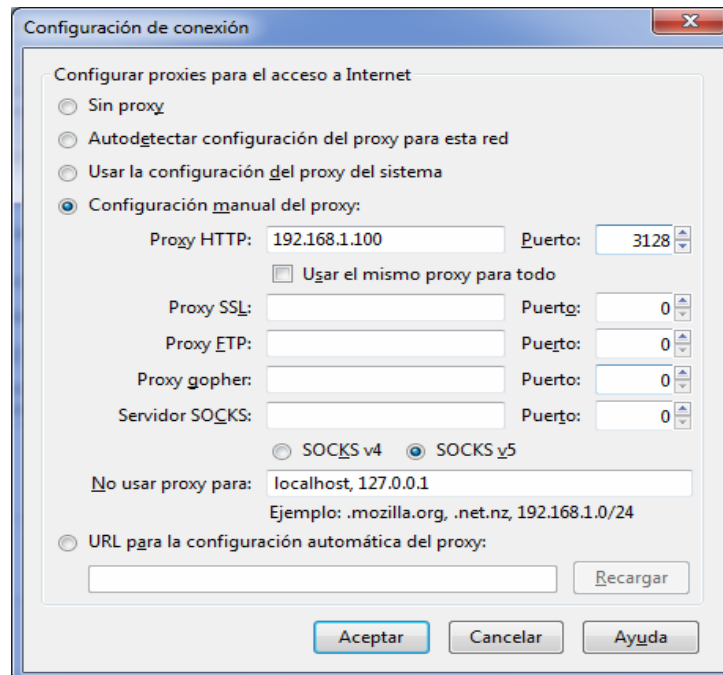 Configuración de conexión
Configurar proxies para el acceso a Internet
Sin proxy
Autodetectar configuración del proxy para esta red
Usar la configuración del proxy del sistema
Configuración manual del proxy:
Proxy HTTP: 192.168.1.100 Puerto: 3128
Usar el mismo proxy para todo
Proxy SSL: Puerto: 0
Proxy FTP: Puerto: 0
Proxy gopher: Puerto: 0
Servidor SOCKS: Puerto: 0
SOCKS v4 SOCKS v5
No usar proxy para: localhost, 127.0.0.1
Ejemplo: .mozilla.org, .net.nz, 192.168.1.0/24
URL para la configuración automática del proxy:
Recargar
Aceptar Cancelar Ayuda